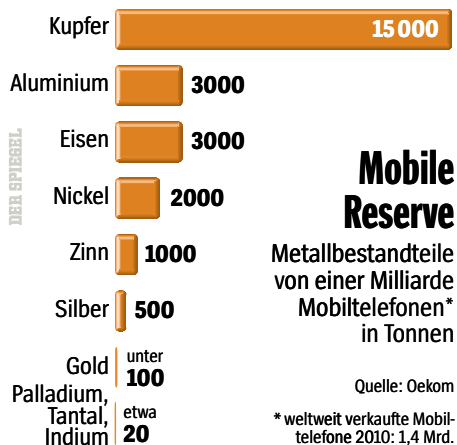 Kupfer 15 000
Aluminium 3000
Eisen 3000
Nickel 2000
Zinn 1000
Silber 500
Gold unter 100
Palladium,
Tantal,
Indium etwa 20
DER SPIEGEL
Mobile
Reserve
Metallbestandteile
von einer Milliarde
Mobiltelefonen*
in Tonnen
Quelle: Oekom
* weltweit verkaufte Mobil-
telefone 2010: 1,4 Mrd.